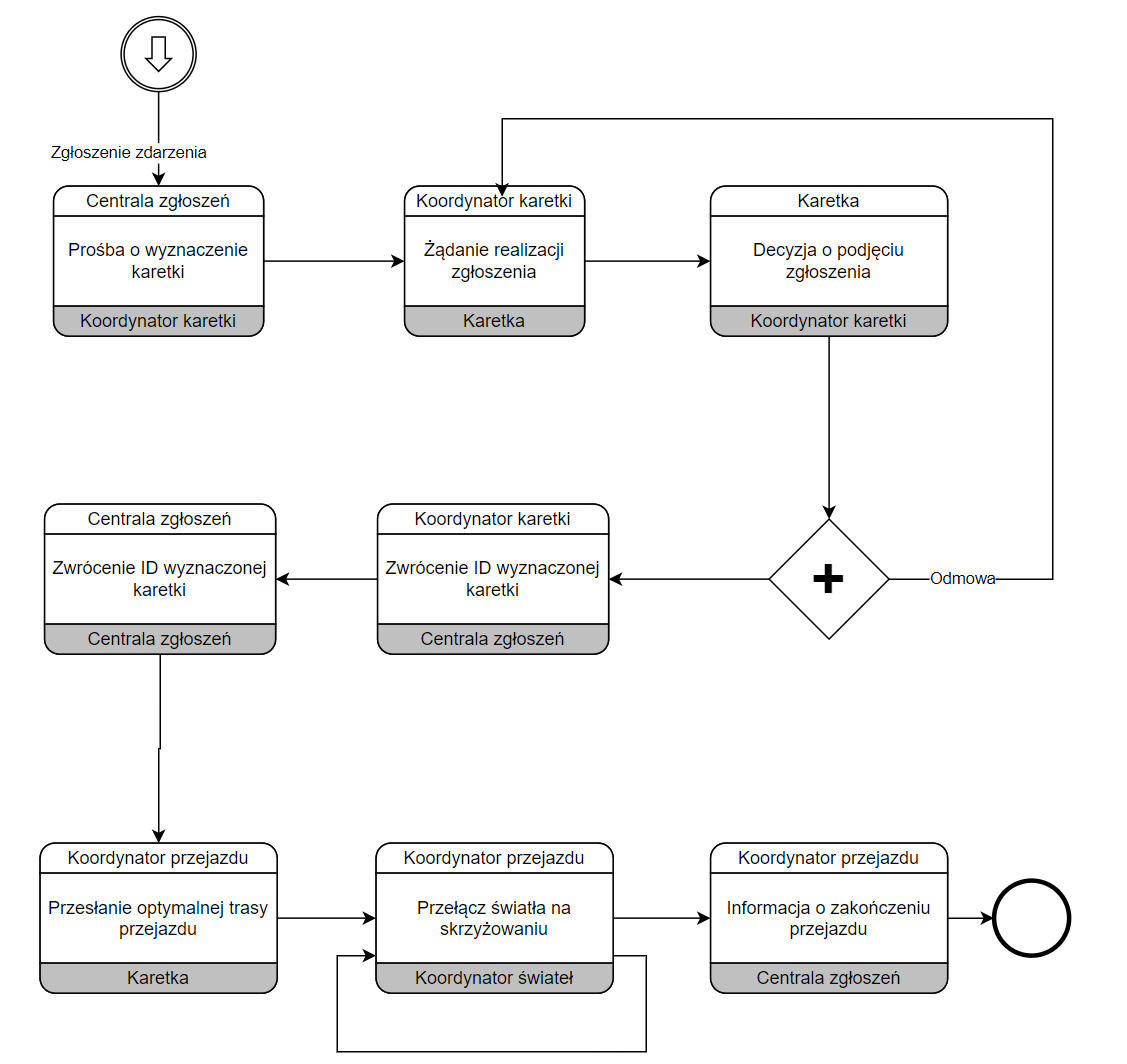 Zgłoszenie zdarzenia
Centrala zgłoszeń
Prośba o wyznaczenie
karetki
Koordynator karetki
Koordynator karetki
Żądanie realizacji
zgłoszenia
Karetka
Karetka
Decyzja o podjęciu
zgłoszenia
Koordynator karetki
Centrala zgłoszeń
Zwrócenie ID wyznaczonej
karetki
Centrala zgłoszeń
Koordynator karetki
Zwrócenie ID wyznaczonej
karetki
Centrala zgłoszeń
Odmowa
Koordynator przejazdu
Przesłanie optymalnej trasy
przejazdu
Karetka
Koordynator przejazdu
Przełącz światła na
skrzyżowaniu
Koordynator świateł
Koordynator przejazdu
Informacja o zakończeniu
przejazdu
Centrala zgłoszeń